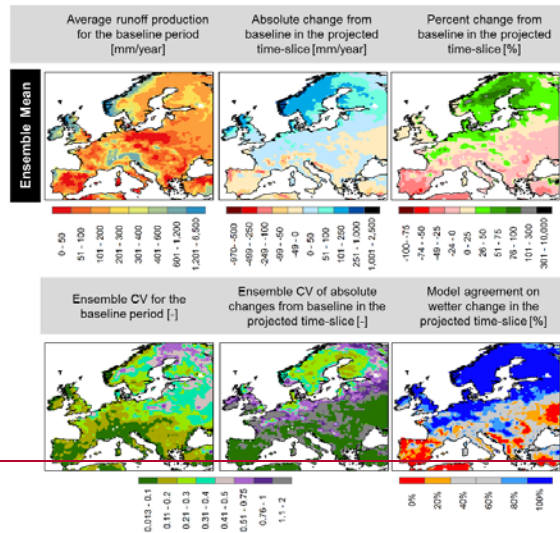 Average runoff production
for the baseline period
[mm/year]
Absolute change from
baseline in the projected
time-slice [mm/year]
Percent change from
baseline in the projected
time-slice [%]
Ensemble Mean
0 - 50
51 - 100
101 - 200
201 - 300
301 - 400
401 - 600
601 - 1,200
1,201 - 6,500
-970 - -500
-499 - -250
-249 - -100
-99 - -50
-49 - 0
0 - 50
51 - 100
101 - 250
251 - 1,000
1,001 - 2,500
-100 - -75
-74 - -50
-49 - -25
-24 - 0
0 - 25
26 - 50
51 - 75
76 - 100
101 - 300
301 - 10,000
Ensemble CV for the
baseline period [-]
Ensemble CV of absolute
changes from baseline in the
projected time-slice [-]
Model agreement on
wetter change in the
projected time-slice [%]
0.013 - 0.1
0.11 - 0.2
0.21 - 0.3
0.31 - 0.4
0.41 - 0.5
0.51 - 0.75
0.76 - 1
1.1 - 2
0%
20%
40%
60%
80%
100%